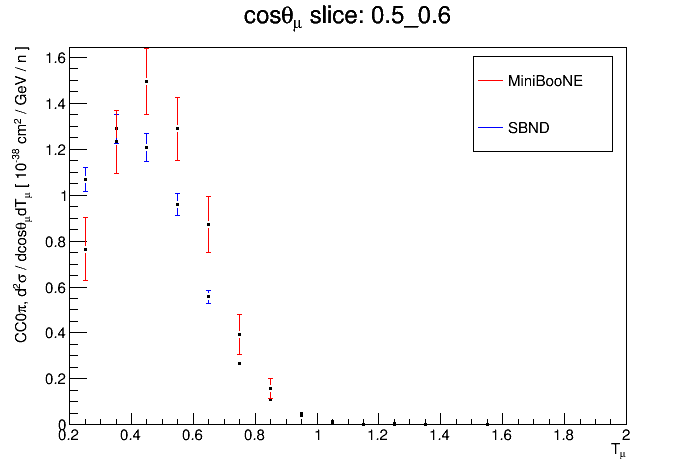 cosθμ slice: 0.5_0.6
CC0π, d²σ / dcosθμdTμ [ 10⁻³⁸ cm² / GeV / n ]
1.6
1.4
1.2
1
0.8
0.6
0.4
0.2
0
MiniBooNE
SBND
0.2 0.4 0.6 0.8 1 1.2 1.4 1.6 1.8 2
Tμ